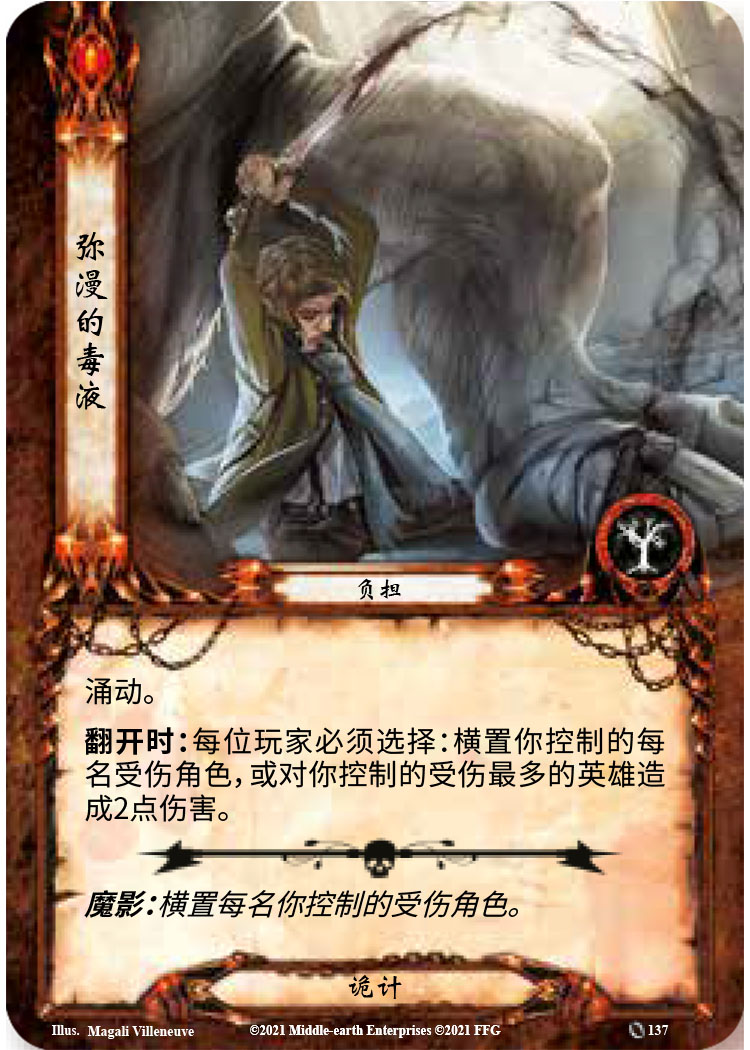 弥漫的毒液
负担
涌动。
翻开时：每位玩家必须选择：横置你控制的每
名受伤角色，或对你控制的受伤最多的英雄造
成2点伤害。
魔影：横置每名你控制的受伤角色。
诡计
Illus. Magali Villeneuve ©2021 Middle-earth Enterprises ©2021 FFG 137